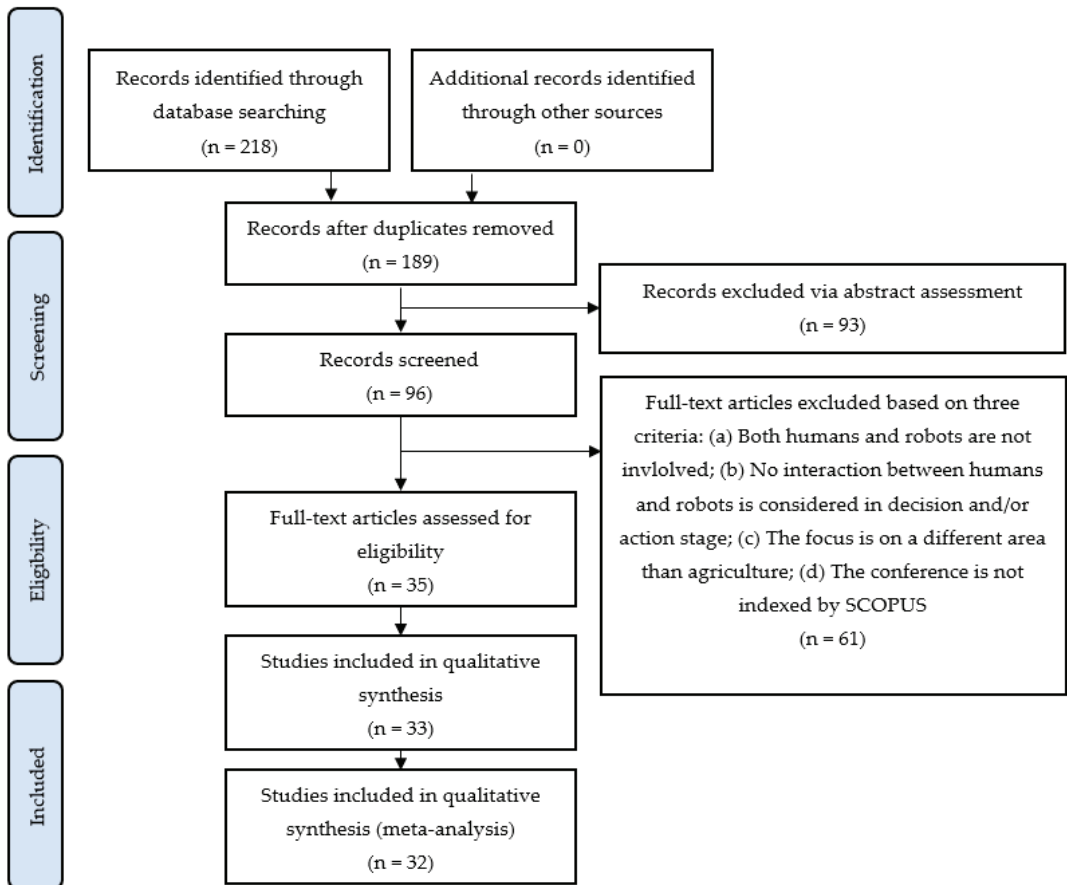 Identification
Records identified through
database searching
(n = 218)
Additional records identified
through other sources
(n = 0)
Records after duplicates removed
(n = 189)
Screening
Records excluded via abstract assessment
(n = 93)
Records screened
(n = 96)
Full-text articles excluded based on three
criteria: (a) Both humans and robots are not
invlolved; (b) No interaction between humans
and robots is considered in decision and/or
action stage; (c) The focus is on a different area
than agriculture; (d) The conference is not
indexed by SCOPUS
(n = 61)
Eligibility
Full-text articles assessed for
eligibility
(n = 35)
Studies included in qualitative
synthesis
(n = 33)
Included
Studies included in qualitative
synthesis (meta-analysis)
(n = 32)